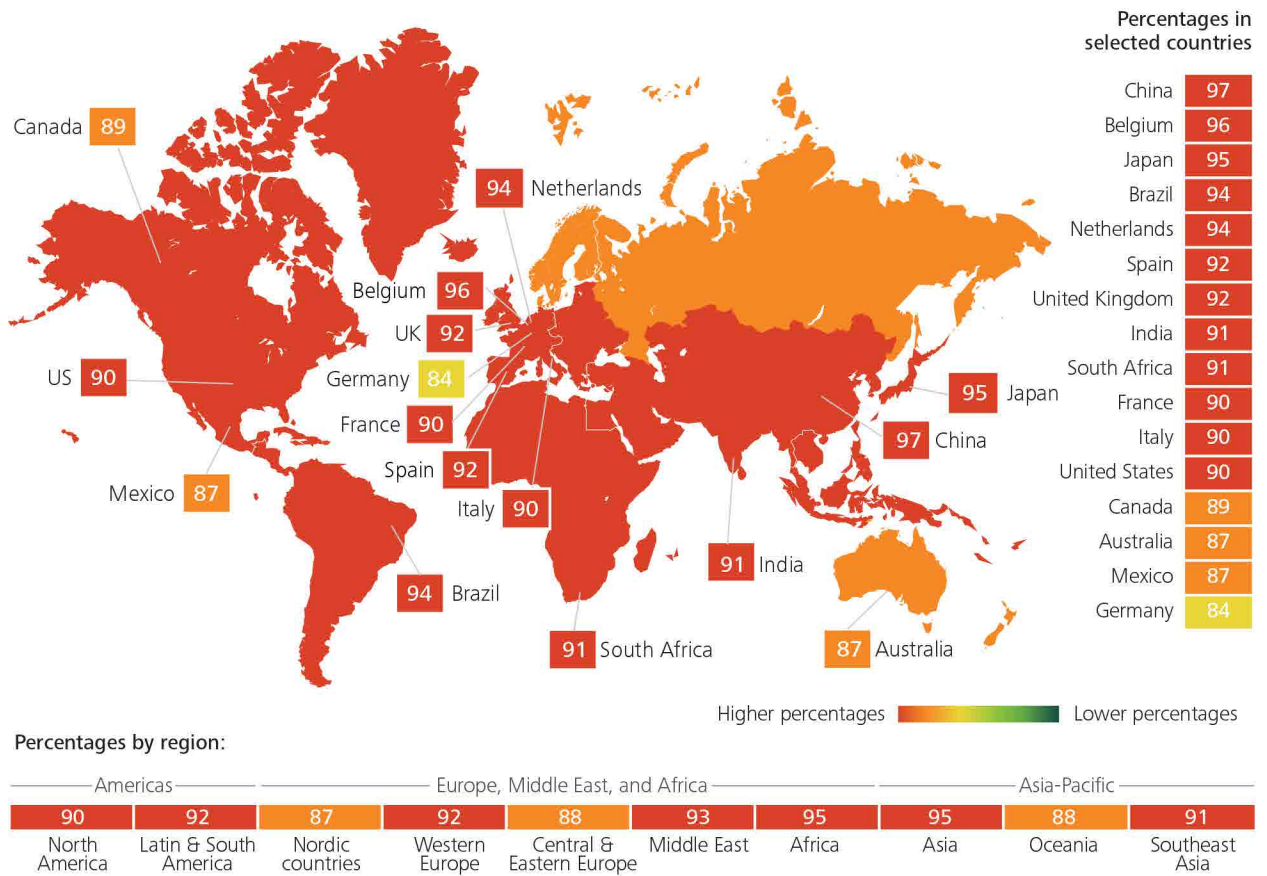 Percentages in
selected countries
China 97
Belgium 96
Japan 95
Brazil 94
Netherlands 94
Spain 92
United Kingdom 92
India 91
South Africa 91
France 90
Italy 90
United States 90
Canada 89
Australia 87
Mexico 87
Germany 84
Canada 89
94 Netherlands
Belgium 96
UK 92
US 90
Germany 84
95 Japan
France 90
97 China
Spain 92
Mexico 87
Italy 90
91 India
94 Brazil
91 South Africa
87 Australia
Higher percentages Lower percentages
Percentages by region:
Americas Europe, Middle East, and Africa Asia-Pacific
90 92 87 92 88 93 95 95 88 91
North Latin & South Nordic Western Central & Middle East Africa Asia Oceania Southeast
America America countries Europe Eastern Europe Asia